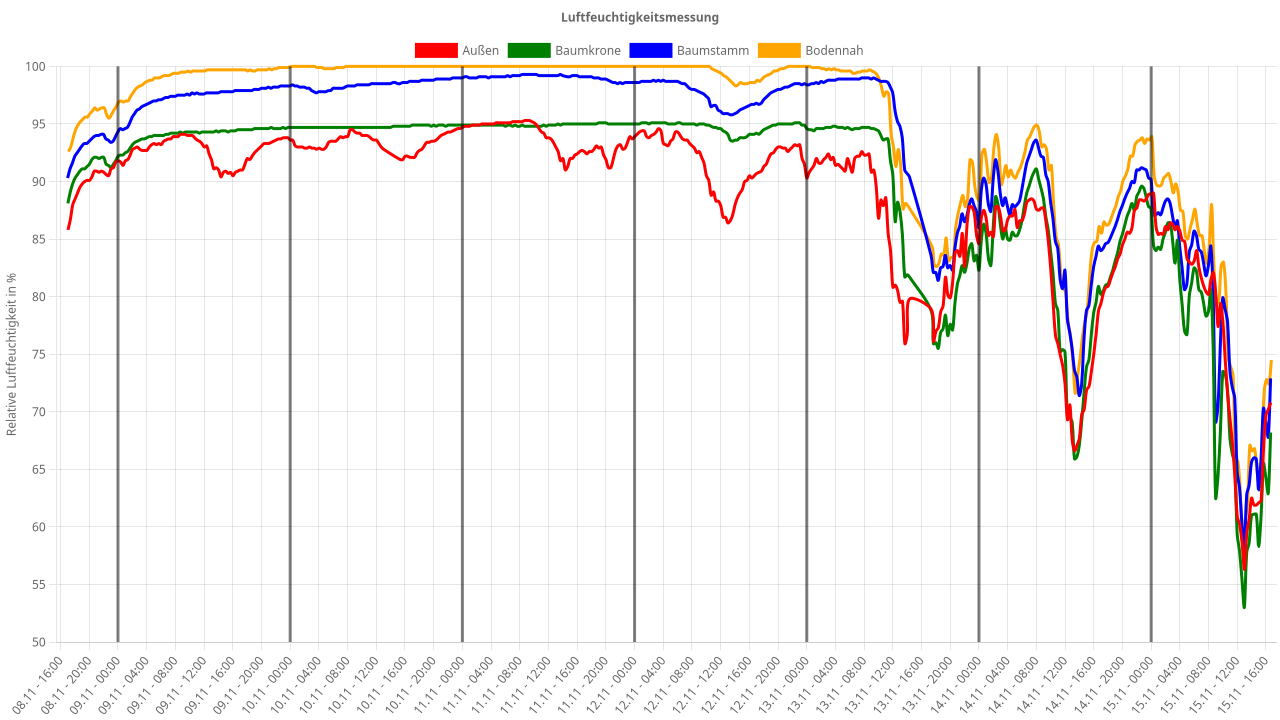 Luftfeuchtigkeitsmessung
Außen Baumkrone Baumstamm Bodennah
Relative Luftfeuchtigkeit in %
100
95
90
85
80
75
70
65
60
55
50
08.11 - 16:00
08.11 - 20:00
09.11 - 00:00
09.11 - 04:00
09.11 - 08:00
09.11 - 12:00
09.11 - 16:00
09.11 - 20:00
10.11 - 00:00
10.11 - 04:00
10.11 - 08:00
10.11 - 12:00
10.11 - 16:00
10.11 - 20:00
11.11 - 00:00
11.11 - 04:00
11.11 - 08:00
11.11 - 12:00
11.11 - 16:00
11.11 - 20:00
12.11 - 00:00
12.11 - 04:00
12.11 - 08:00
12.11 - 12:00
12.11 - 16:00
12.11 - 20:00
13.11 - 00:00
13.11 - 04:00
13.11 - 08:00
13.11 - 12:00
13.11 - 16:00
13.11 - 20:00
14.11 - 00:00
14.11 - 04:00
14.11 - 08:00
14.11 - 12:00
14.11 - 16:00
14.11 - 20:00
15.11 - 00:00
15.11 - 04:00
15.11 - 08:00
15.11 - 12:00
15.11 - 16:00